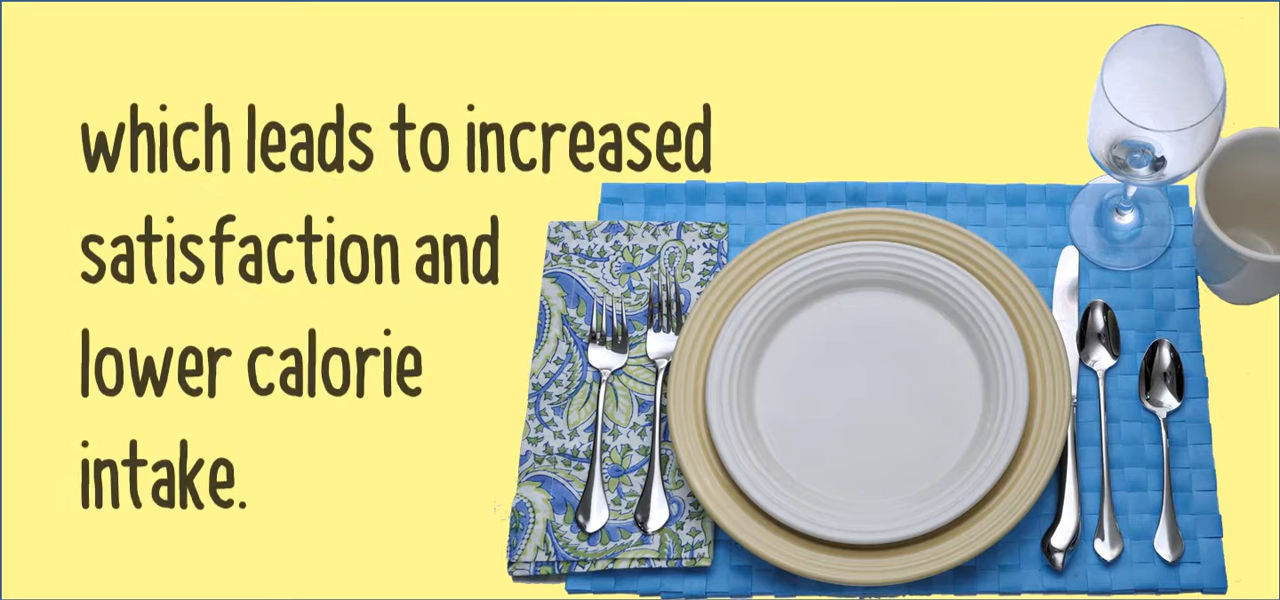 which leads to increased
satisfaction and
lower calorie
intake.